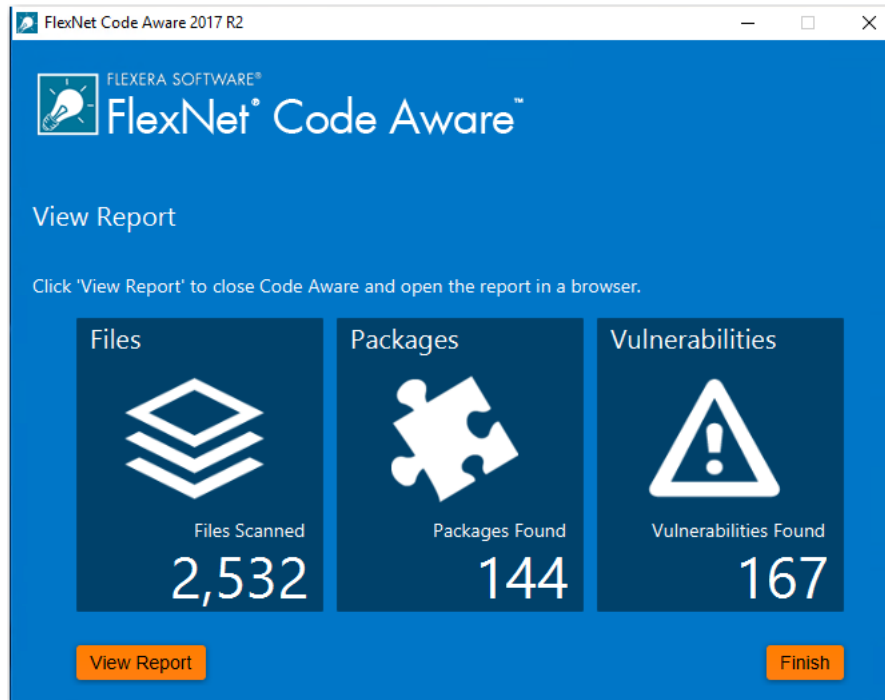 FlexNet Code Aware 2017 R2
FLEXERA SOFTWARE®
FlexNet® Code Aware™
View Report
Click 'View Report' to close Code Aware and open the report in a browser.
Files
Packages
Vulnerabilities
Files Scanned
Packages Found
Vulnerabilities Found
2,532
144
167
View Report
Finish